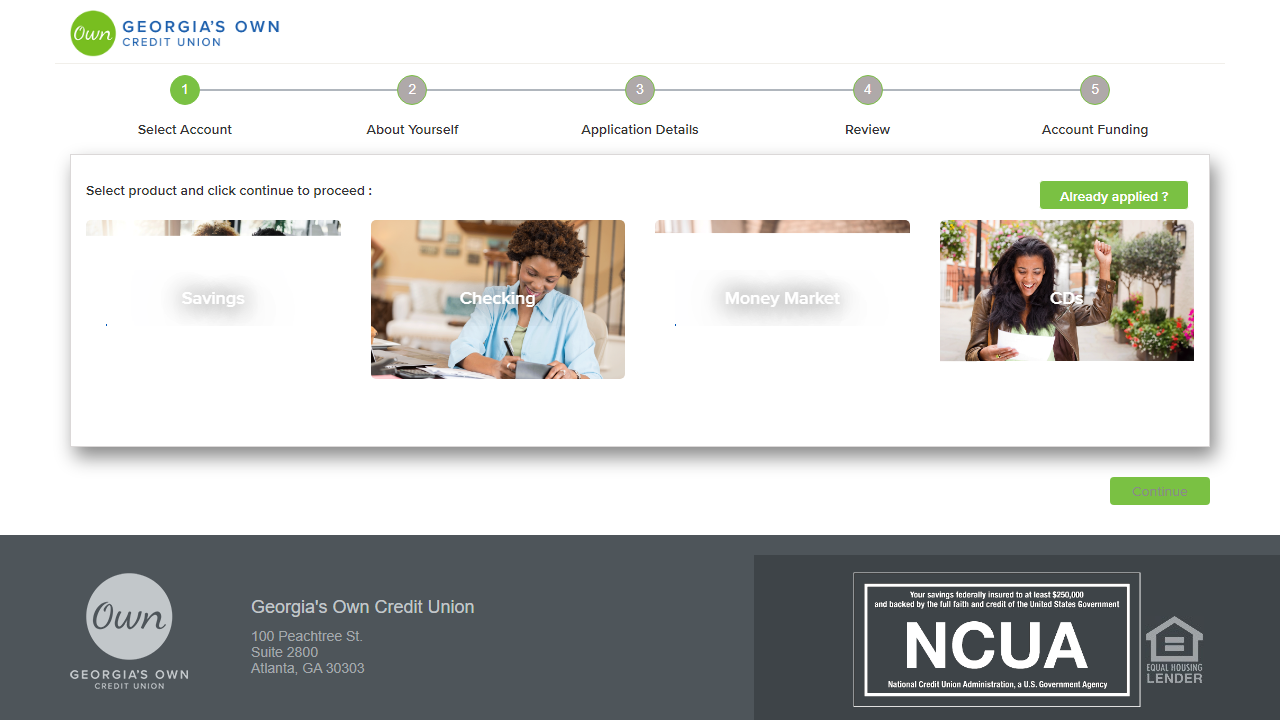 Own
GEORGIA'S OWN
CREDIT UNION
1
2
3
4
5
Select Account
About Yourself
Application Details
Review
Account Funding
Select product and click continue to proceed :
Already applied ?
Savings
Checking
Money Market
CDs
Continue
Own
GEORGIA'S OWN
CREDIT UNION
Georgia's Own Credit Union
100 Peachtree St.
Suite 2800
Atlanta, GA 30303
Your savings federally insured to at least $250,000
and backed by the full faith and credit of the United States Government
NCUA
National Credit Union Administration, a U.S. Government Agency
EQUAL HOUSING
LENDER